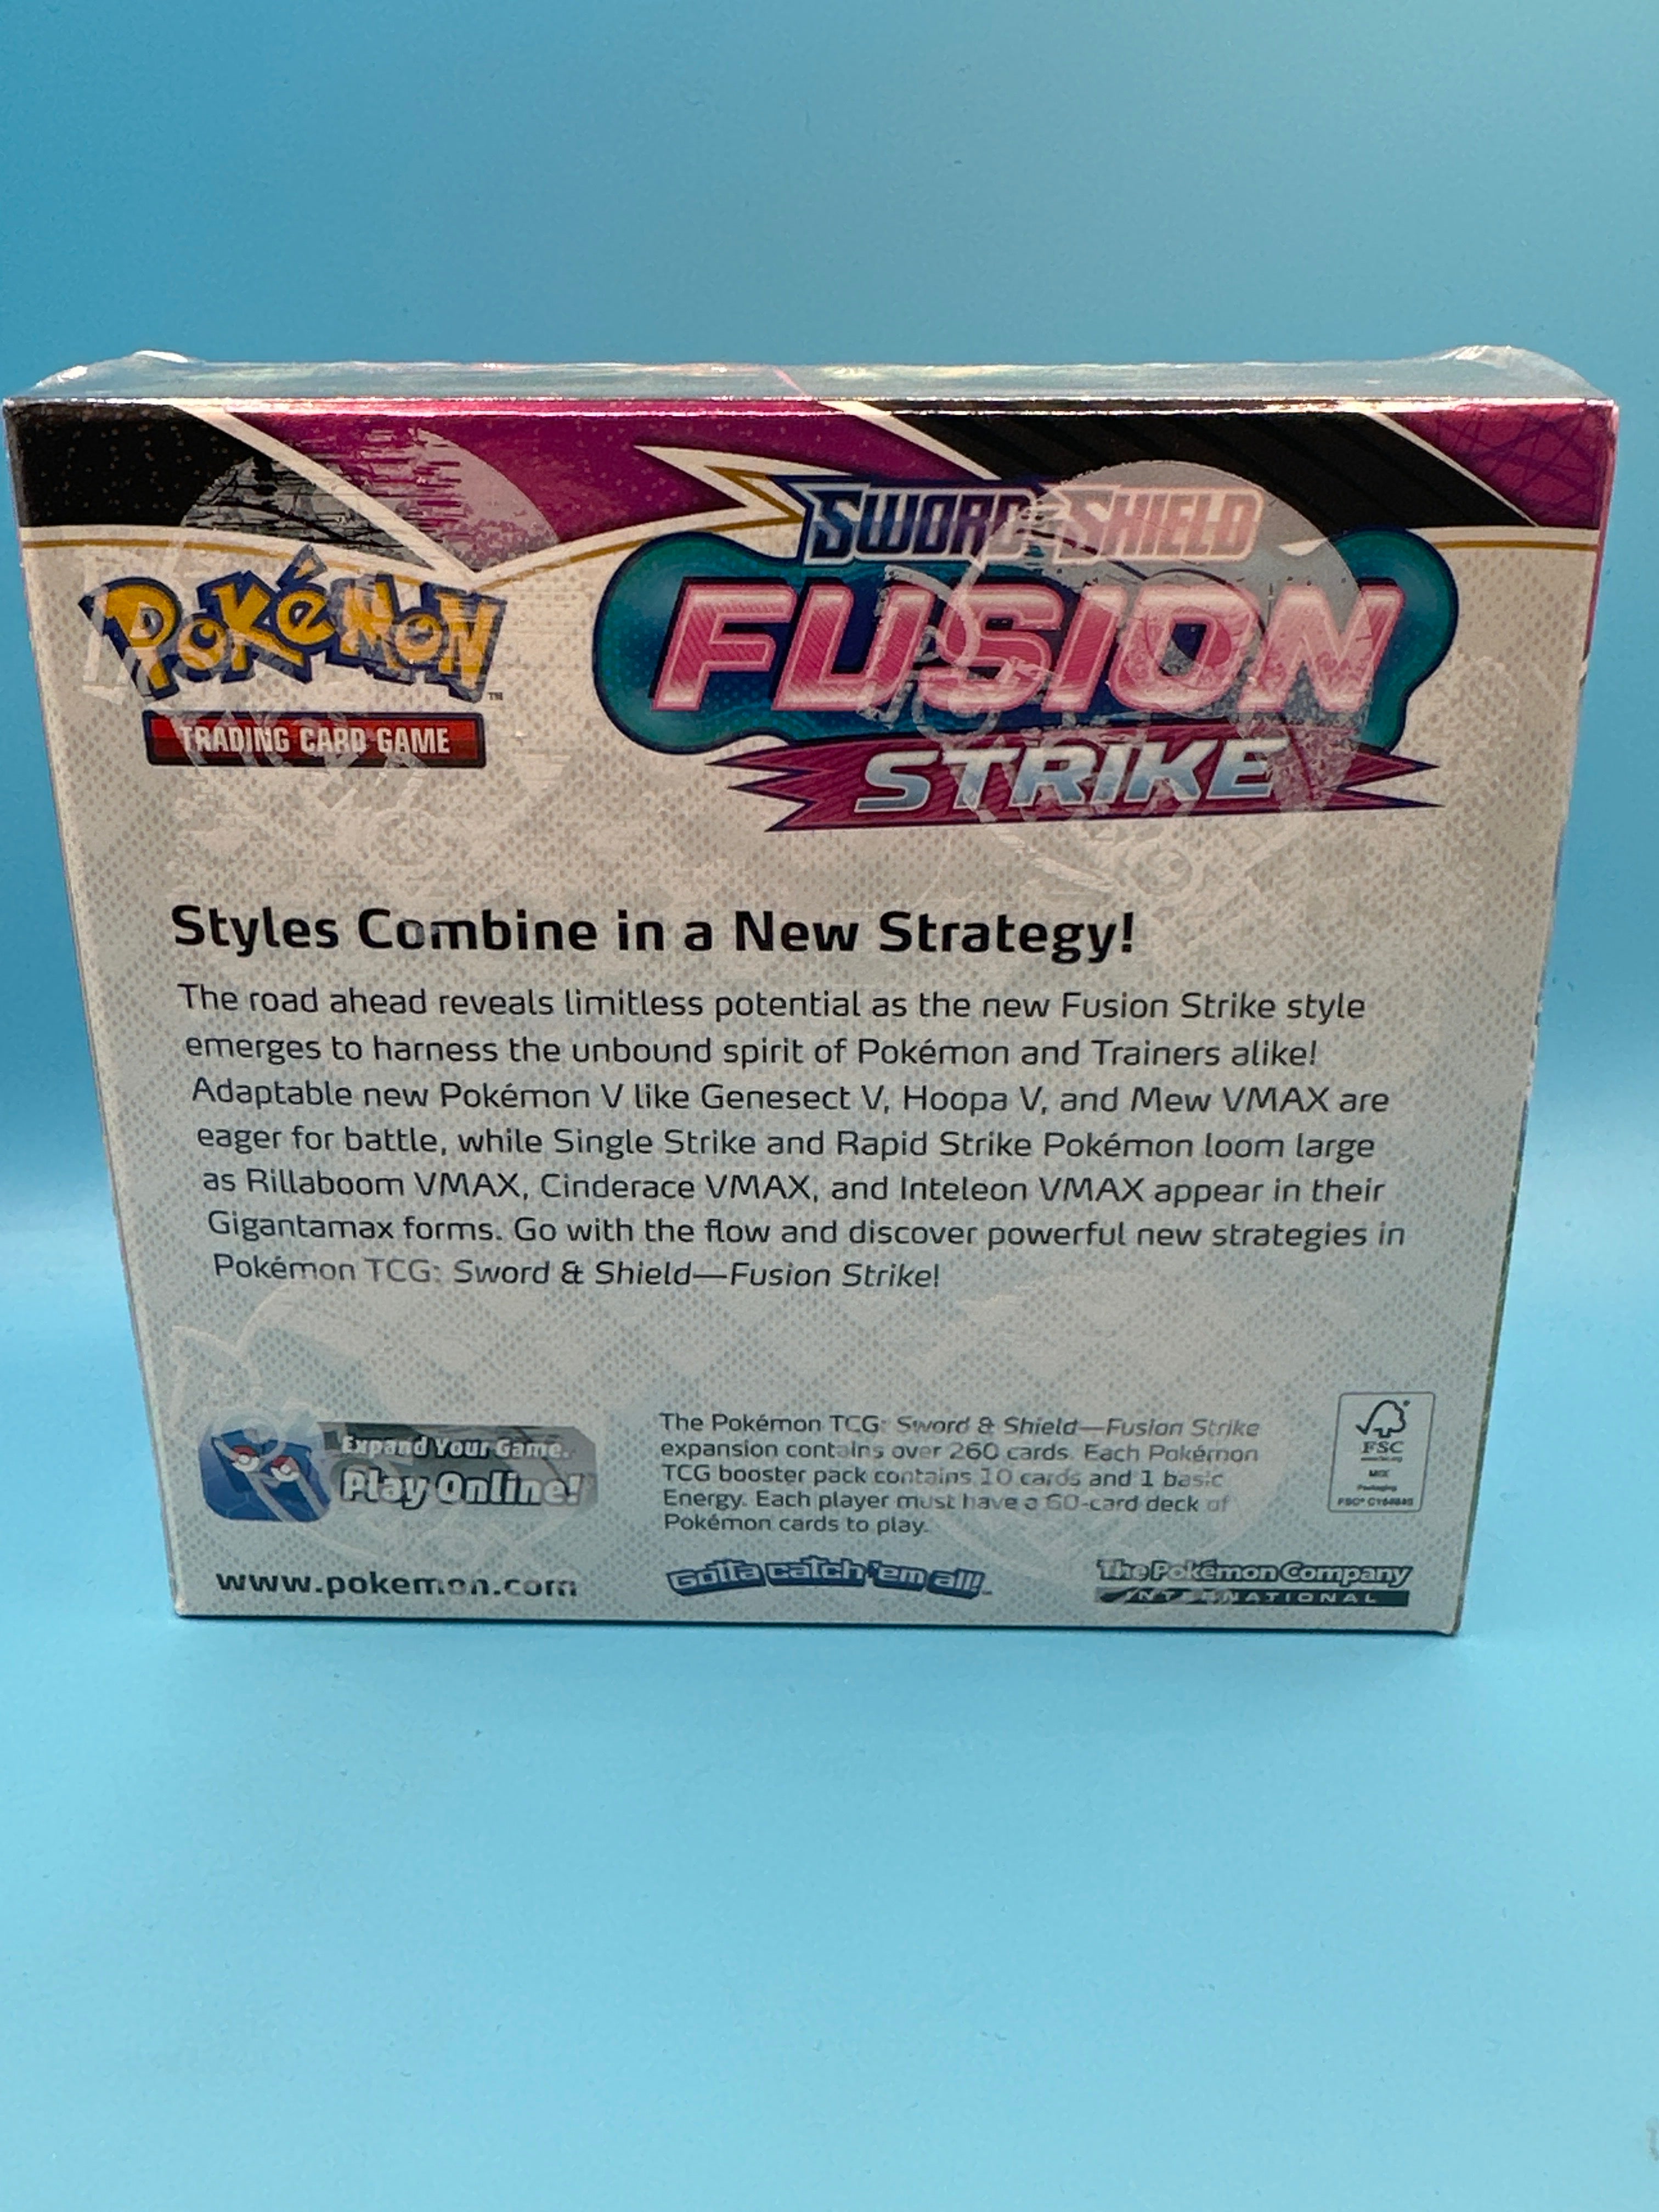 SWORD & SHIELD
Pokémon™
FUSION
TRADING CARD GAME
STRIKE
Styles Combine in a New Strategy!
The road ahead reveals limitless potential as the new Fusion Strike style
emerges to harness the unbound spirit of Pokémon and Trainers alike!
Adaptable new Pokémon V like Genesect V, Hoopa V, and Mew VMAX are
eager for battle, while Single Strike and Rapid Strike Pokémon loom large
as Rillaboom VMAX, Cinderace VMAX, and Inteleon VMAX appear in their
Gigantamax forms. Go with the flow and discover powerful new strategies in
Pokémon TCG: Sword & Shield—Fusion Strike!
Expand Your Game.
Play Online!
www.pokemon.com
The Pokémon TCG: Sword & Shield—Fusion Strike
expansion contains over 260 cards. Each Pokémon
TCG booster pack contains 10 cards and 1 basic
Energy. Each player must have a 60-card deck of
Pokémon cards to play.
Gotta catch 'em all!
FSC
www.fsc.org
MIX
Packaging
The Pokémon Company
INTERNATIONAL